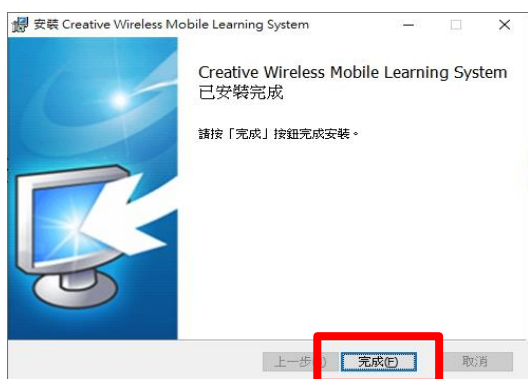 安裝 Creative Wireless Mobile Learning System
Creative Wireless Mobile Learning System
已安裝完成
請按「完成」按鈕完成安裝。
上一步
完成(F)
取消